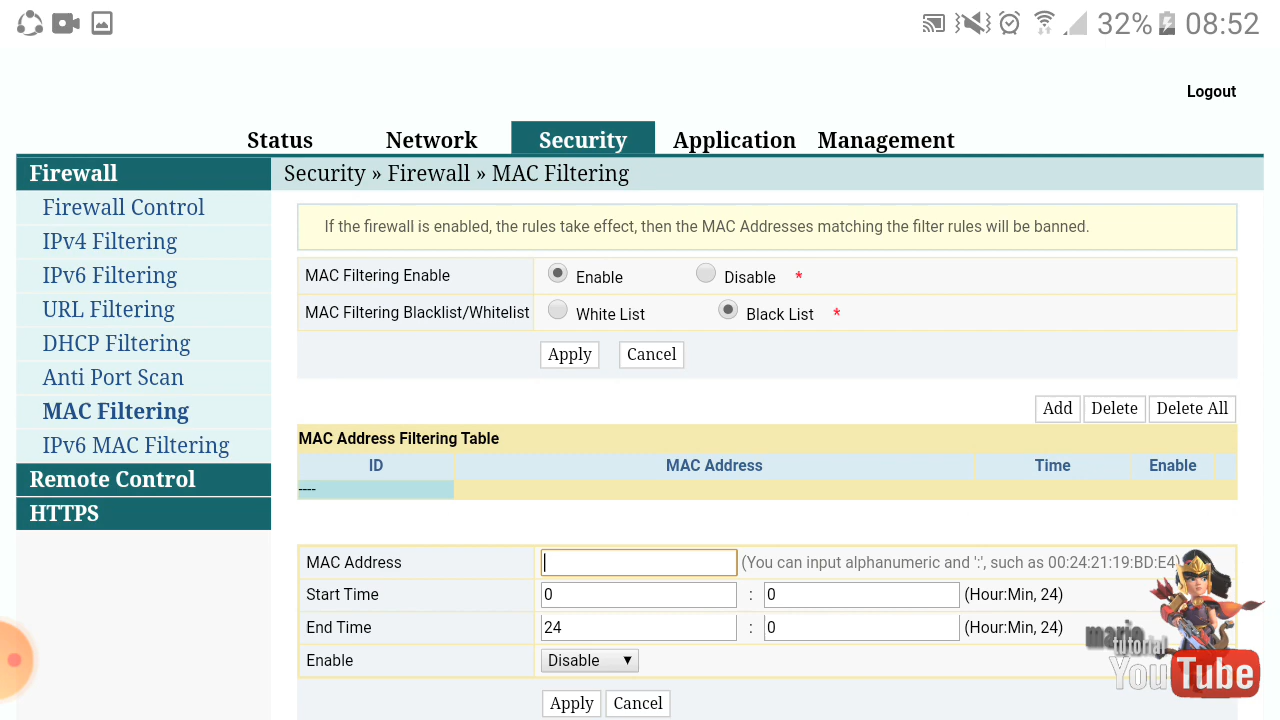 32% 08:52
Logout
Status Network Security Application Management
Firewall
Security » Firewall » MAC Filtering
Firewall Control
IPv4 Filtering
IPv6 Filtering
URL Filtering
DHCP Filtering
Anti Port Scan
MAC Filtering
IPv6 MAC Filtering
Remote Control
HTTPS
If the firewall is enabled, the rules take effect, then the MAC Addresses matching the filter rules will be banned.
MAC Filtering Enable Enable Disable *
MAC Filtering Blacklist/Whitelist White List Black List *
Apply Cancel
Add Delete Delete All
MAC Address Filtering Table
ID MAC Address Time Enable
----
MAC Address (You can input alphanumeric and ':', such as 00:24:21:19:BD:E4)
Start Time 0 : 0 (Hour:Min, 24)
End Time 24 : 0 (Hour:Min, 24)
Enable Disable
Apply Cancel
mario
tutorial
YouTube